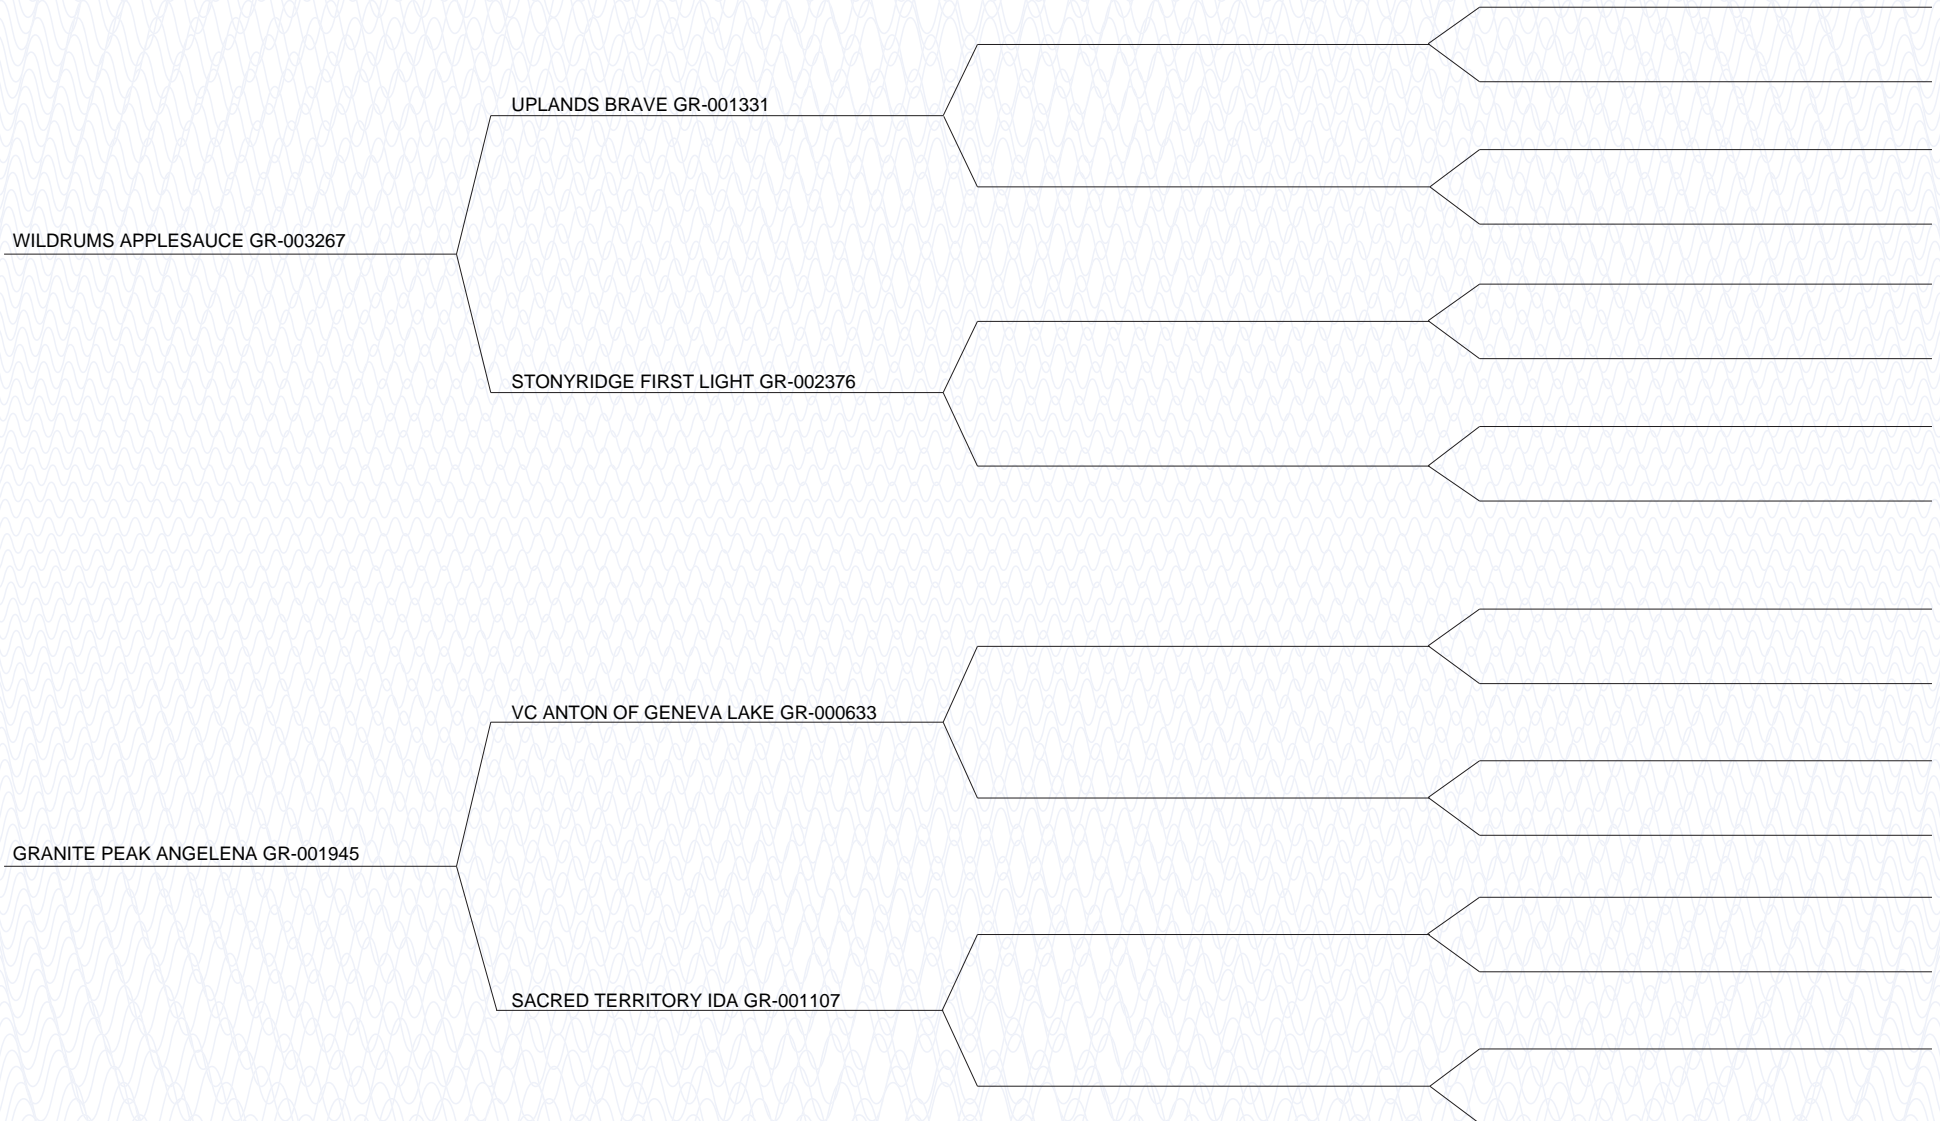 UPLANDS BRAVE GR-001331
WILDRUMS APPLESAUCE GR-003267
STONYRIDGE FIRST LIGHT GR-002376
VC ANTON OF GENEVA LAKE GR-000633
GRANITE PEAK ANGELENA GR-001945
SACRED TERRITORY IDA GR-001107